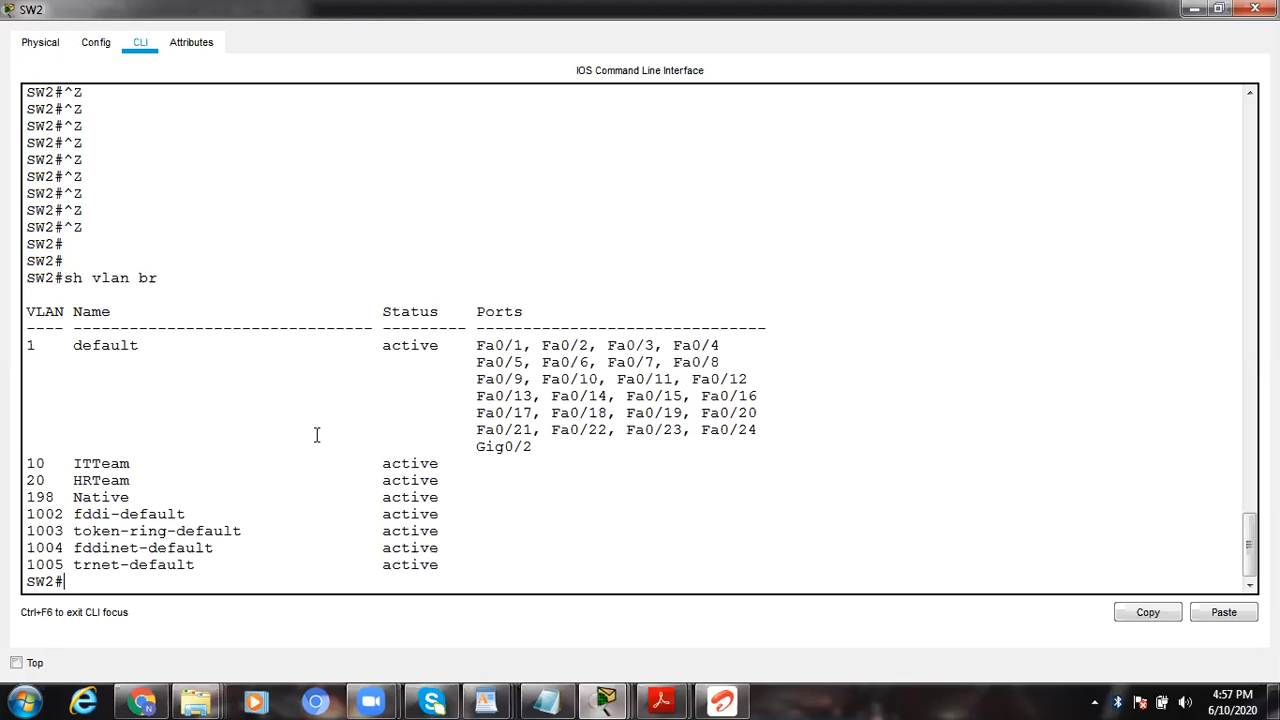 SW2
Physical Config CLI Attributes
IOS Command Line Interface
SW2#^Z
SW2#^Z
SW2#^Z
SW2#^Z
SW2#^Z
SW2#^Z
SW2#^Z
SW2#^Z
SW2#^Z
SW2#
SW2#
SW2#sh vlan br
VLAN Name Status Ports
---- -------------------------------- --------- -------------------------------
1 default active Fa0/1, Fa0/2, Fa0/3, Fa0/4
Fa0/5, Fa0/6, Fa0/7, Fa0/8
Fa0/9, Fa0/10, Fa0/11, Fa0/12
Fa0/13, Fa0/14, Fa0/15, Fa0/16
Fa0/17, Fa0/18, Fa0/19, Fa0/20
Fa0/21, Fa0/22, Fa0/23, Fa0/24
Gig0/2
10 ITTeam active
20 HRTeam active
198 Native active
1002 fddi-default active
1003 token-ring-default active
1004 fddinet-default active
1005 trnet-default active
SW2#
Ctrl+F6 to exit CLI focus
Copy Paste
Top
4:57 PM
6/10/2020